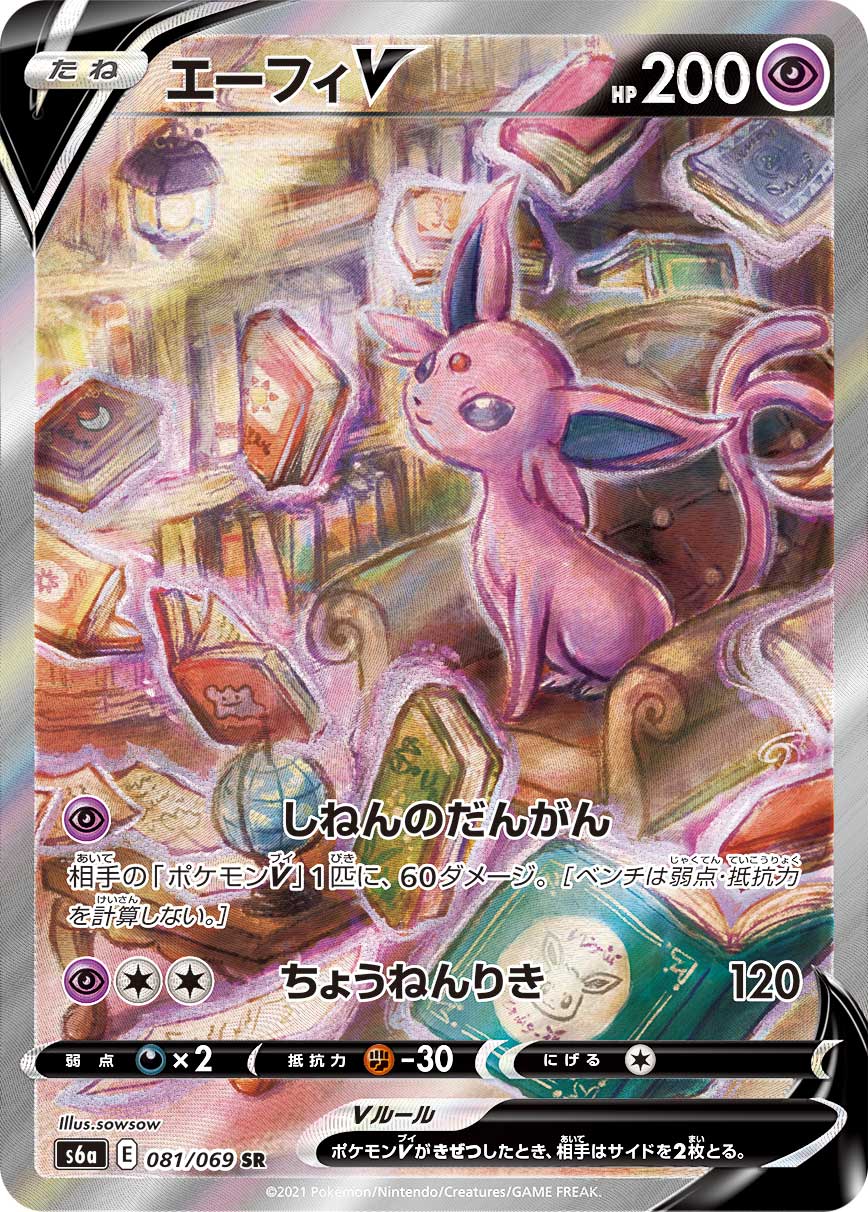 たね エーフィV HP 200
しねんのだんがん
相手の「ポケモンV」1匹に、60ダメージ。[ベンチは弱点・抵抗力
を計算しない。]
ちょうねんりき 120
弱点 ×2 抵抗力 -30 にげる
Illus.sowsow
Vルール
ポケモンVがきぜつしたとき、相手はサイドを2枚とる。
s6a E 081/069 SR
©2021 Pokémon/Nintendo/Creatures/GAME FREAK.